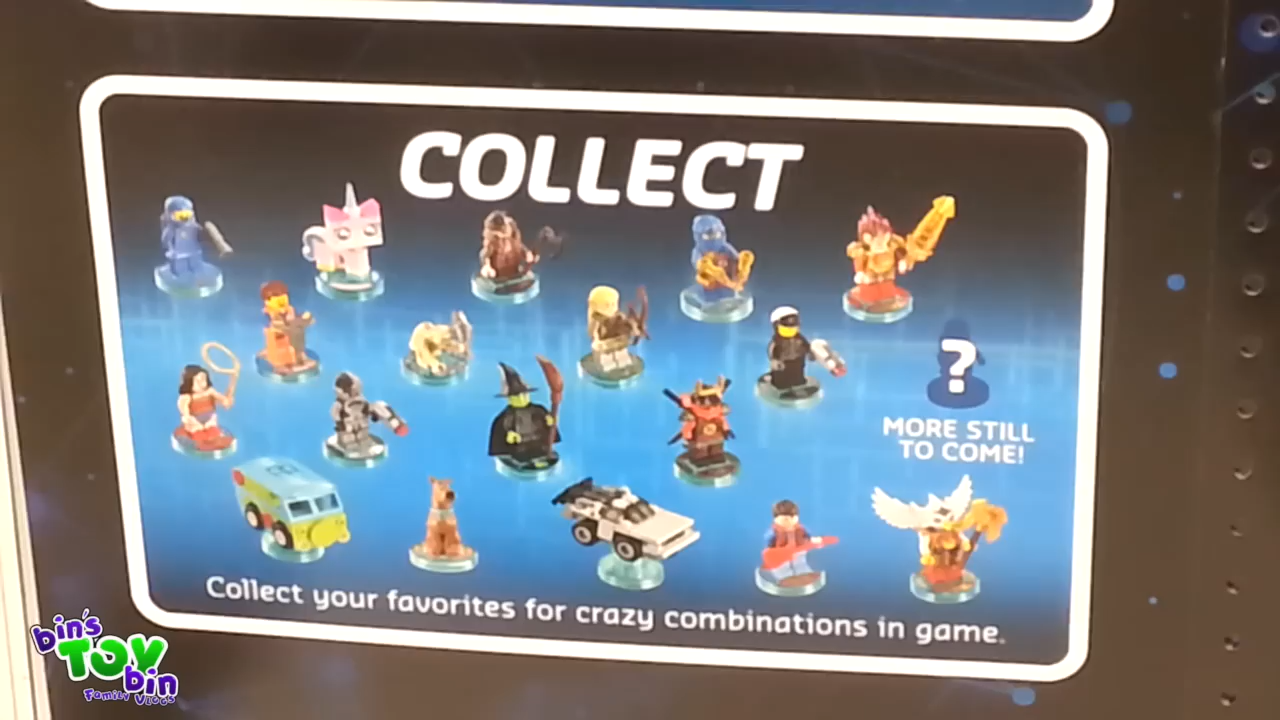 COLLECT
?
MORE STILL
TO COME!
Collect your favorites for crazy combinations in game.
bin's
TOY
bin
Family Vlogs